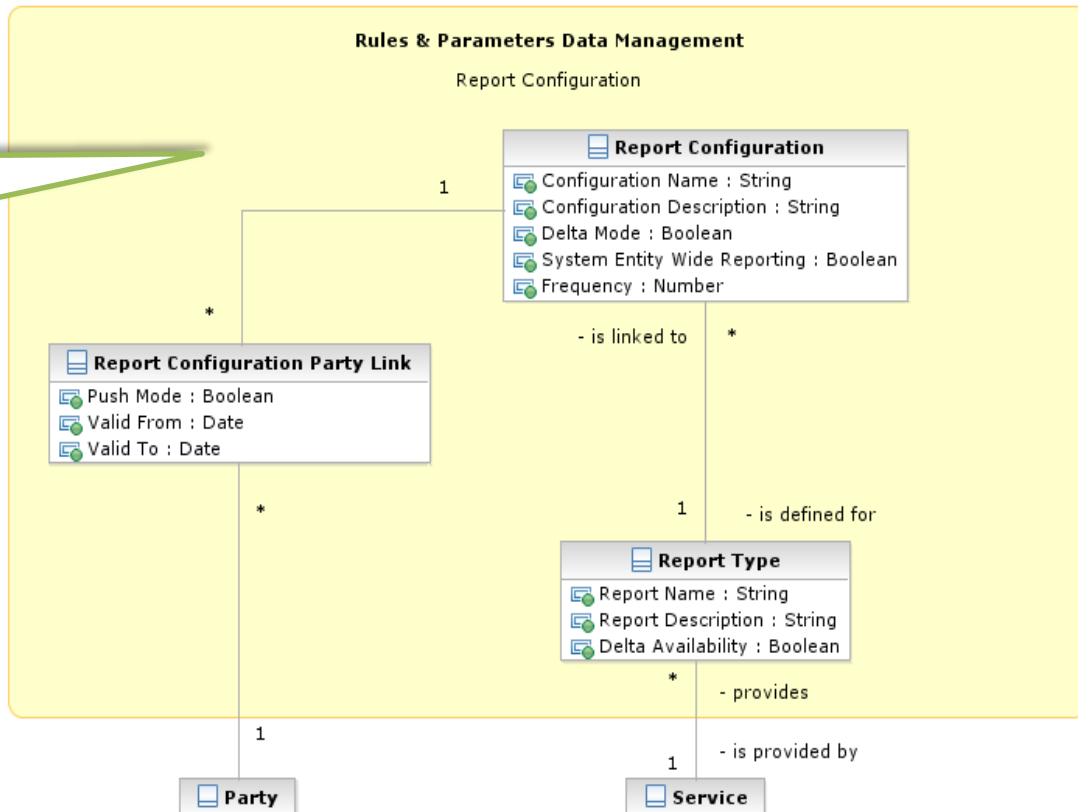 Rules & Parameters Data Management
Report Configuration
Report Configuration
Configuration Name : String
Configuration Description : String
Delta Mode : Boolean
System Entity Wide Reporting : Boolean
Frequency : Number
1
*
- is linked to
*
Report Configuration Party Link
Push Mode : Boolean
Valid From : Date
Valid To : Date
*
1
- is defined for
Report Type
Report Name : String
Report Description : String
Delta Availability : Boolean
*
- provides
1
- is provided by
1
Party
Service